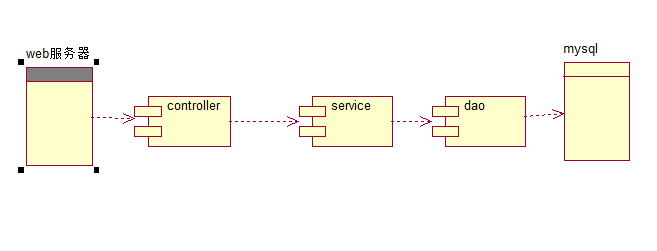 web服务器
controller
service
dao
mysql